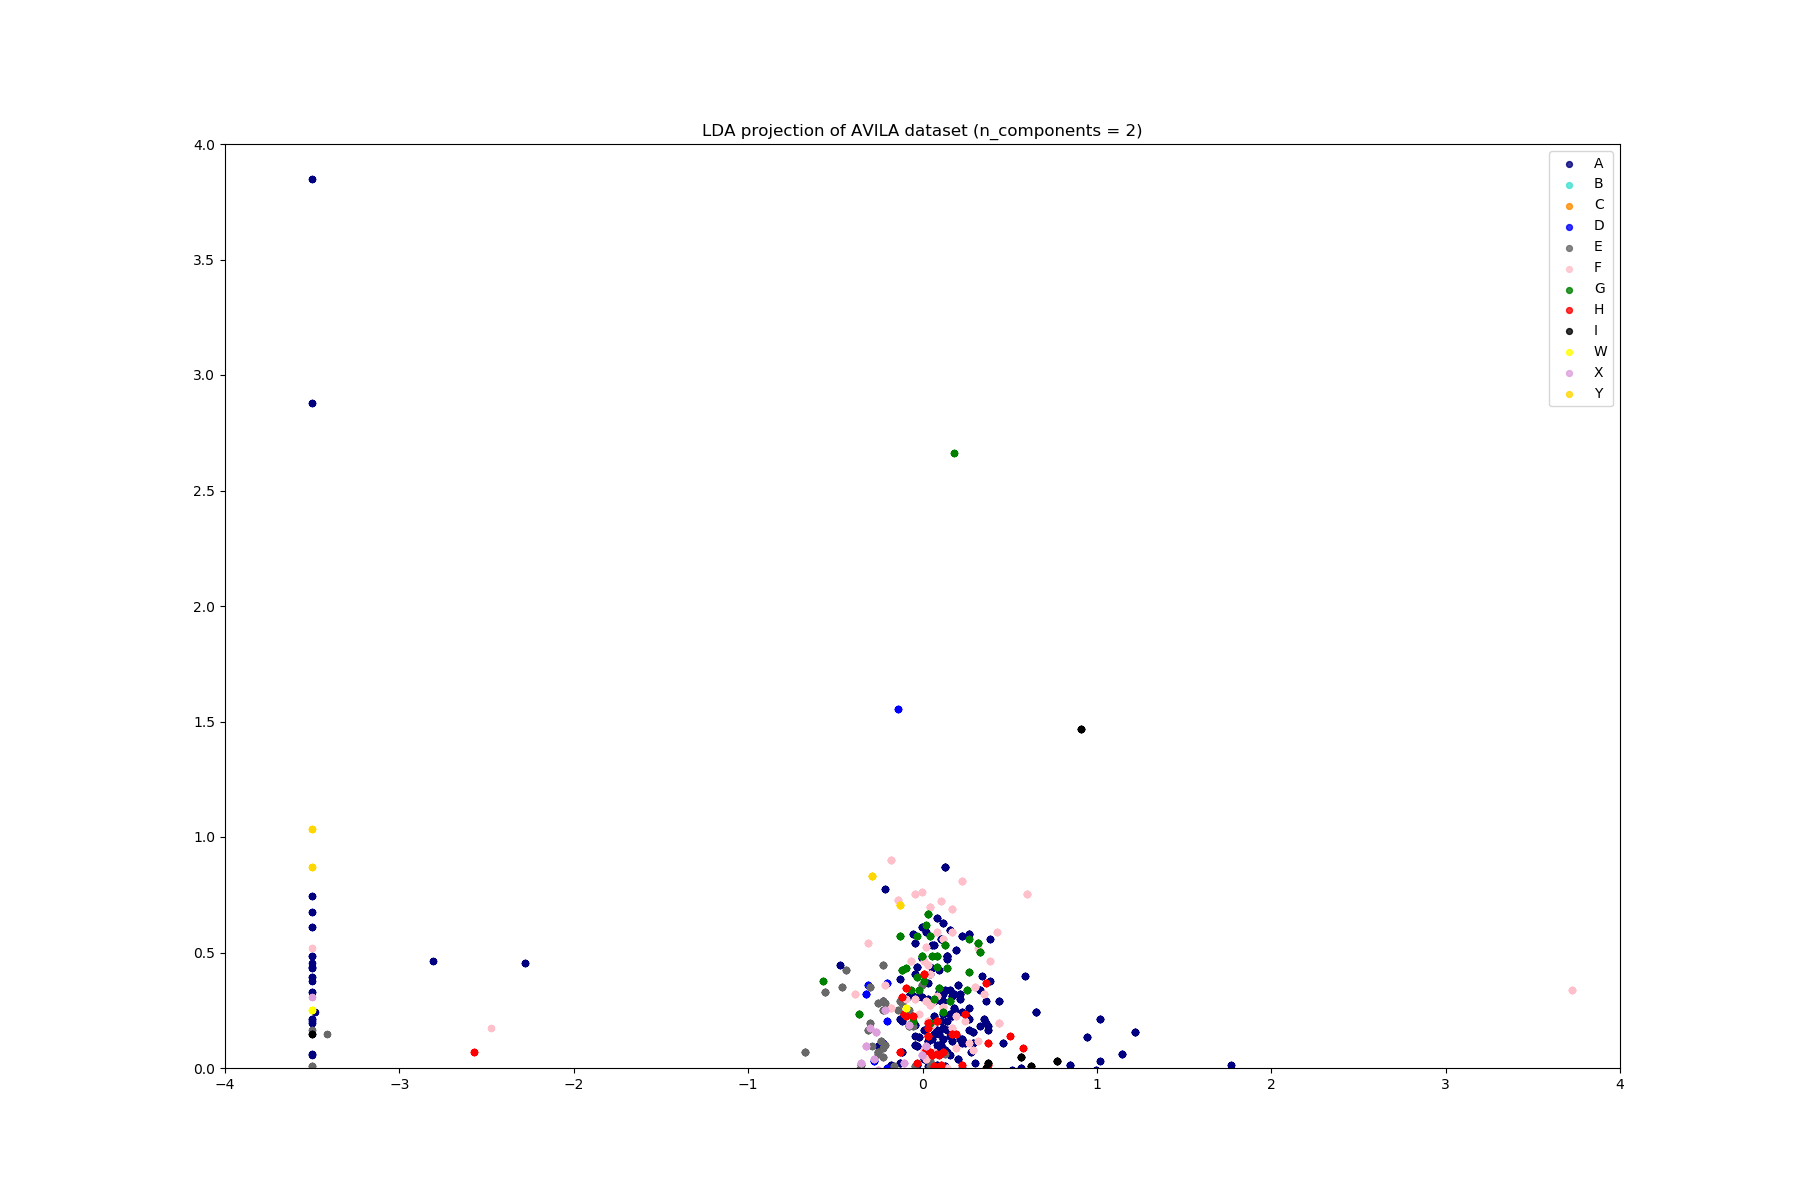 LDA projection of AVILA dataset (n_components = 2)
4.0
3.5
3.0
2.5
2.0
1.5
1.0
0.5
0.0
−4
−3
−2
−1
0
1
2
3
4
A
B
C
D
E
F
G
H
I
W
X
Y